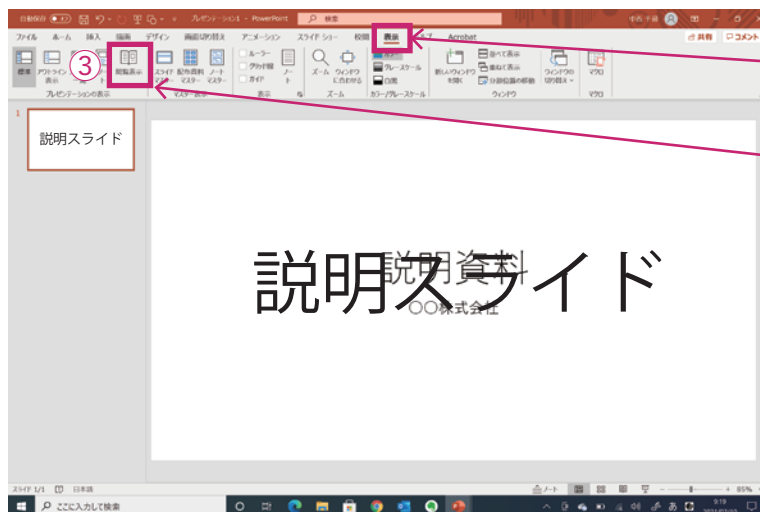 自動保存 プレゼンテーション1 - PowerPoint 検索
ファイル ホーム 挿入 描画 デザイン 画面切り替え アニメーション スライド ショー 校閲 表示 Acrobat 共有 コメント
標準 閲覧表示 スライド マスター 配布資料 マスター ノート マスター
ルーラー
グリッド線
ガイド
ノート
ズーム ウィンドウに合わせる
グレースケール
白黒
新しいウィンドウを開く
並べて表示
重ねて表示
分割位置の移動
ウィンドウの切り替え
マクロ
プレゼンテーションの表示 マスター表示 表示 ズーム カラー/グレースケール ウィンドウ マクロ
③
1
説明スライド
説明資料
説明スライド
〇〇株式会社
スライド 1/1 日本語 ノート 85%
ここに入力して検索 あ 9:19